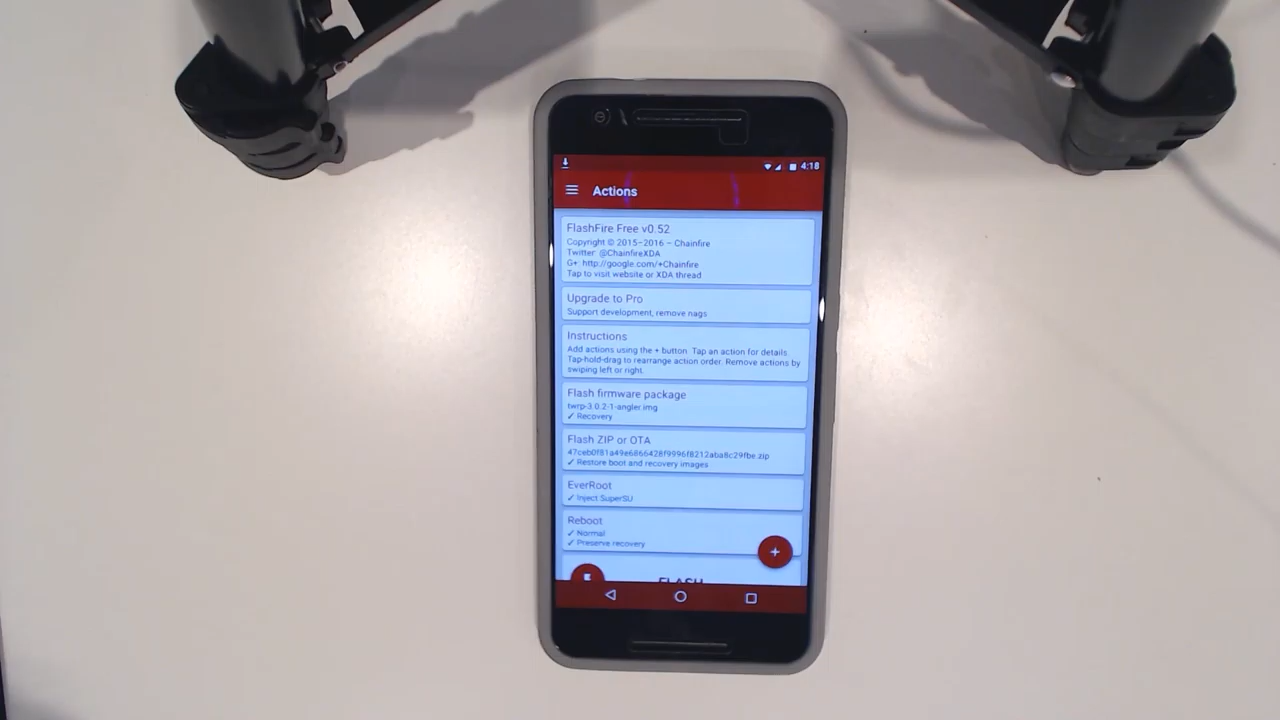 4:18
Actions
FlashFire Free v0.52
Copyright © 2015–2016 – Chainfire
Twitter: @ChainfireXDA
G+: http://google.com/+Chainfire
Tap to visit website or XDA thread
Upgrade to Pro
Support development, remove nags
Instructions
Add actions using the + button. Tap an action for details.
Tap-hold-drag to rearrange action order. Remove actions by
swiping left or right.
Flash firmware package
twrp-3.0.2-1-angler.img
✓ Recovery
Flash ZIP or OTA
47ceb0f81a49e6866428f9996f8212aba8c29fbe.zip
✓ Restore boot and recovery images
EverRoot
✓ Inject SuperSU
Reboot
✓ Normal
✓ Preserve recovery
FLASH